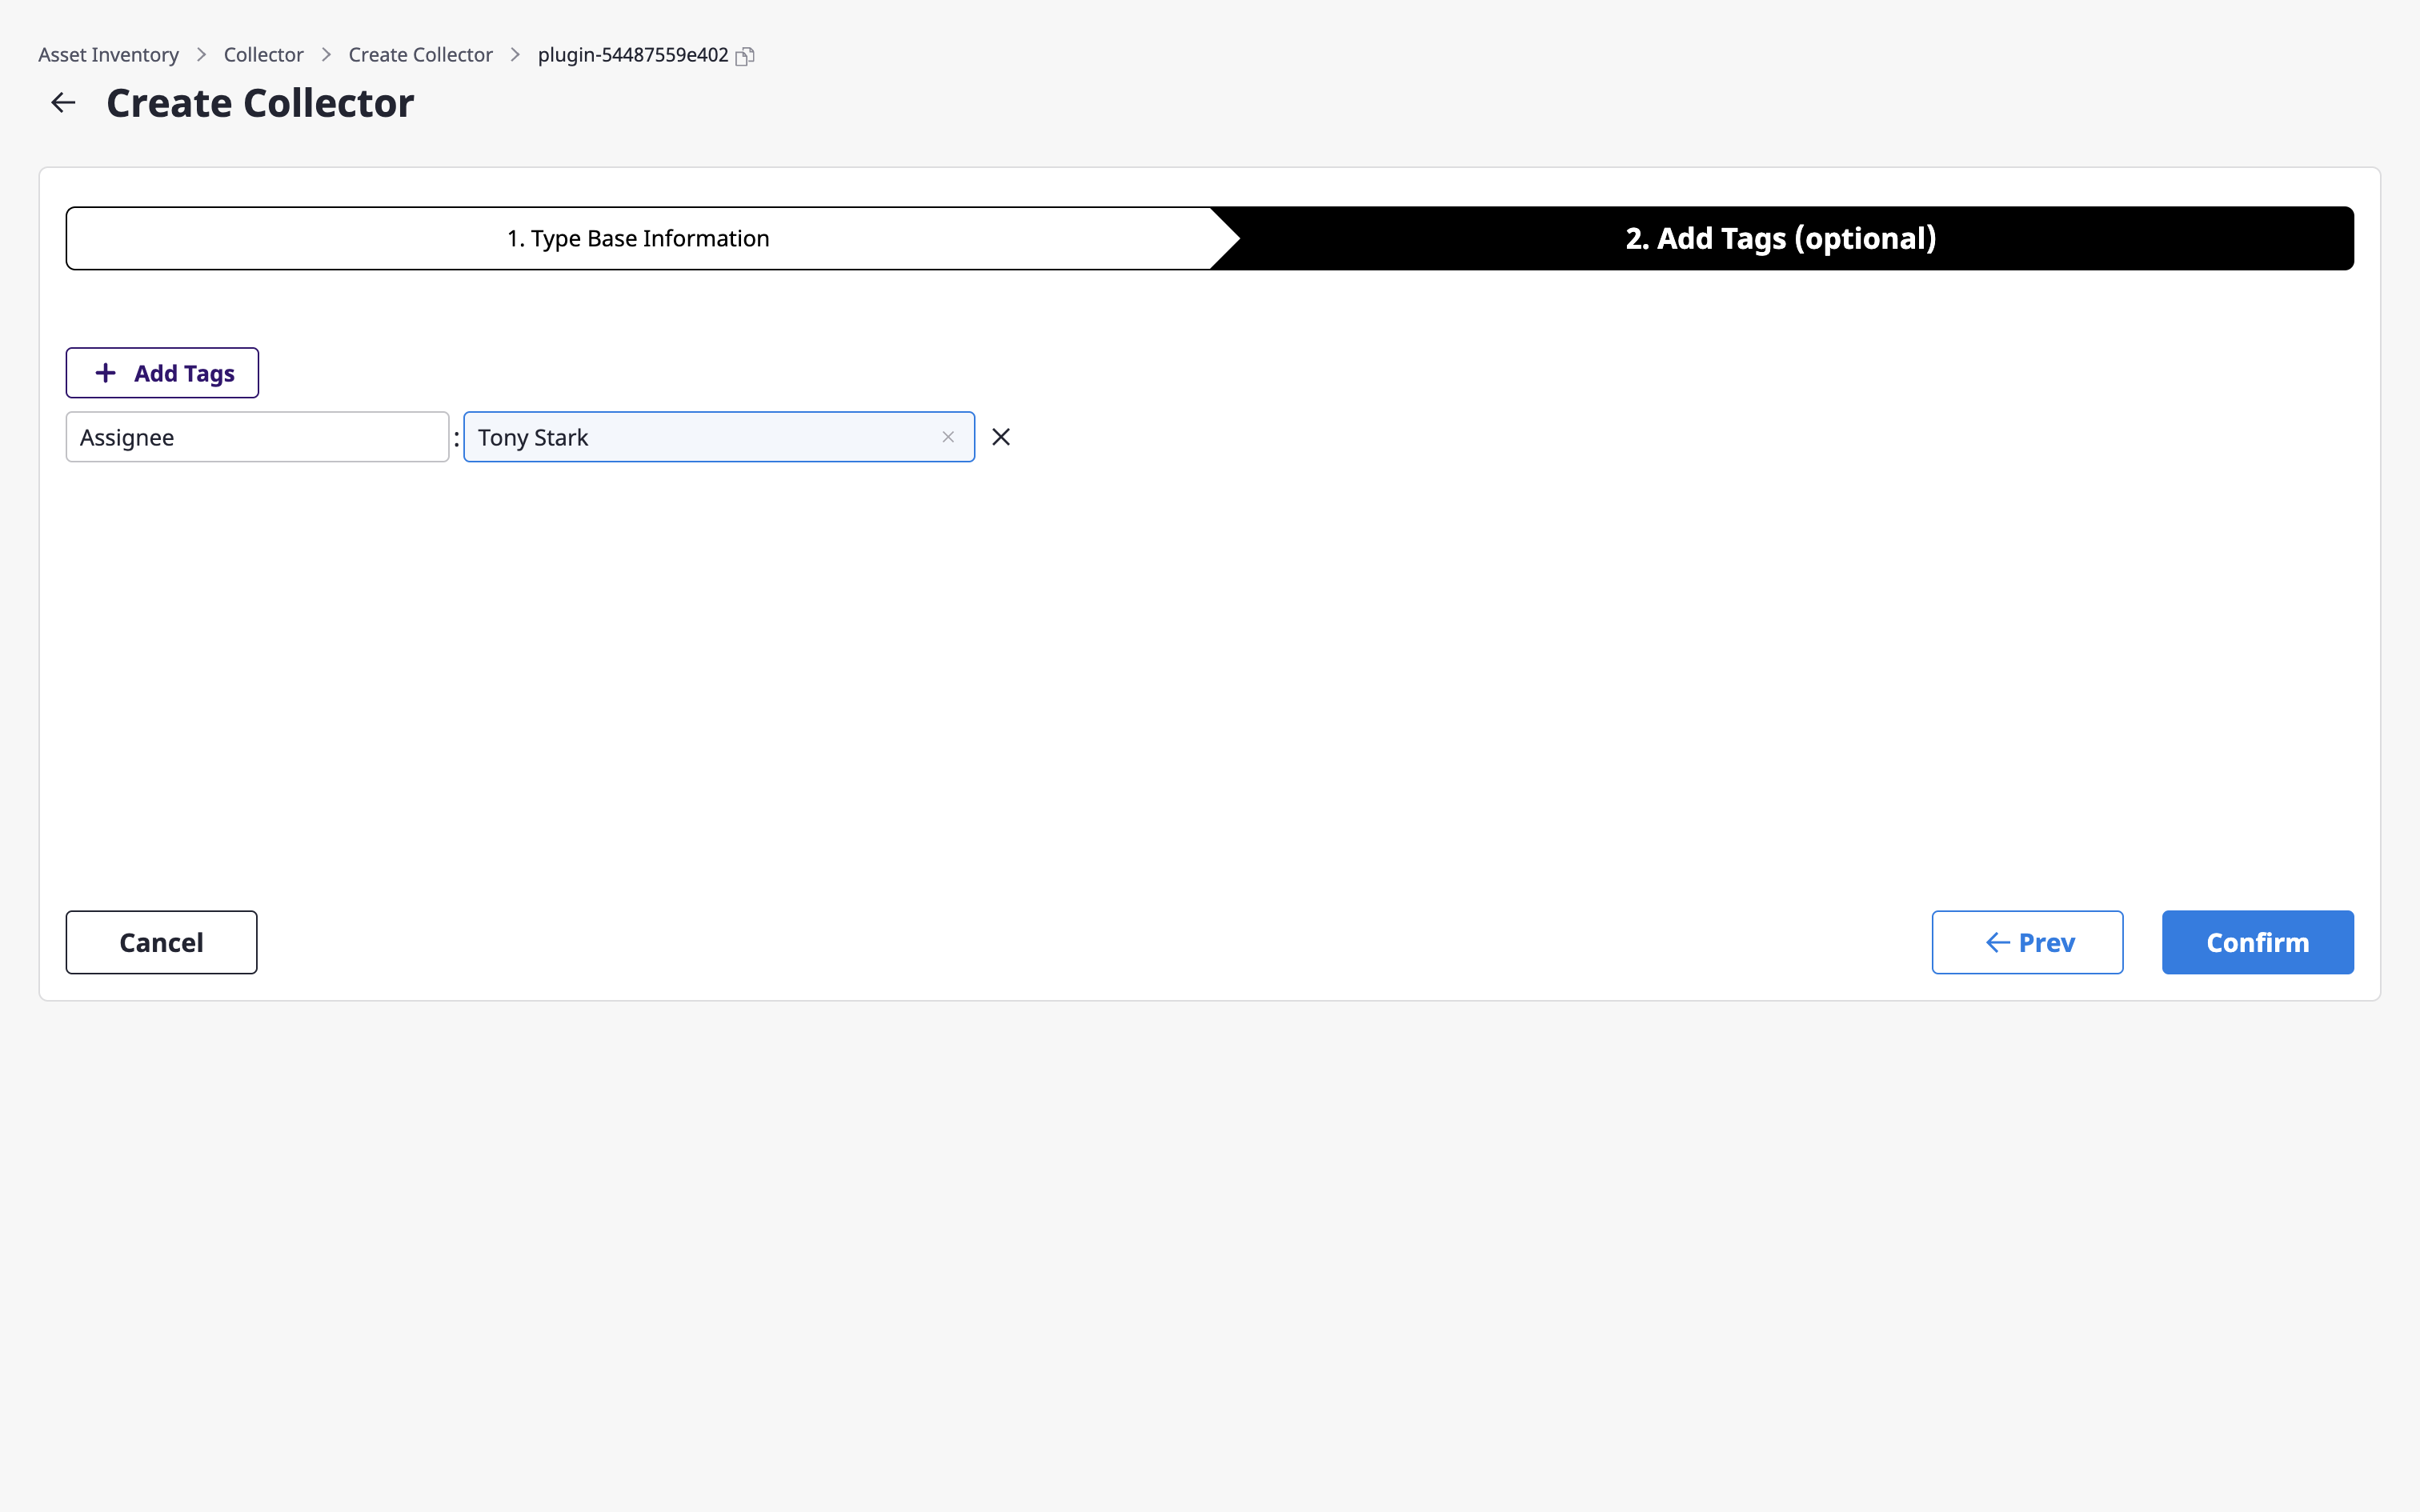 Asset Inventory > Collector > Create Collector > plugin-54487559e402
Create Collector
1. Type Base Information
2. Add Tags (optional)
+ Add Tags
Assignee : Tony Stark
Cancel
Prev
Confirm